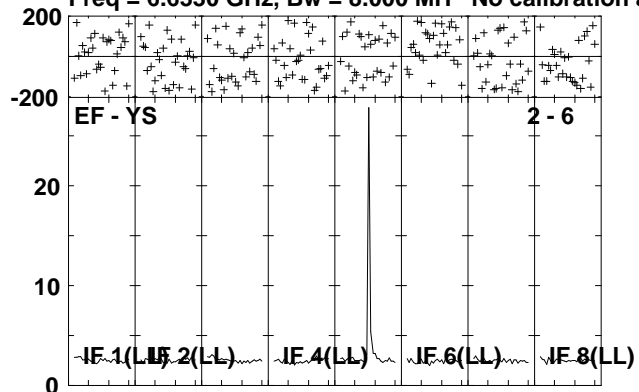 Freq = 6.6550 GHz, Bw = 8.000 MH No calibration a
200
-200
EF - YS 2 - 6
20
10
IF 1(LL) IF 2(LL) IF 4(LL) IF 6(LL) IF 8(LL)
0